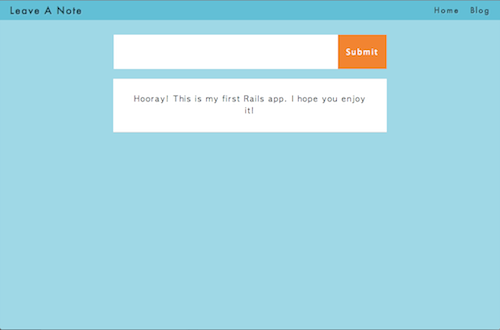 Leave A Note
Home Blog
Submit
Hooray! This is my first Rails app. I hope you enjoy
it!